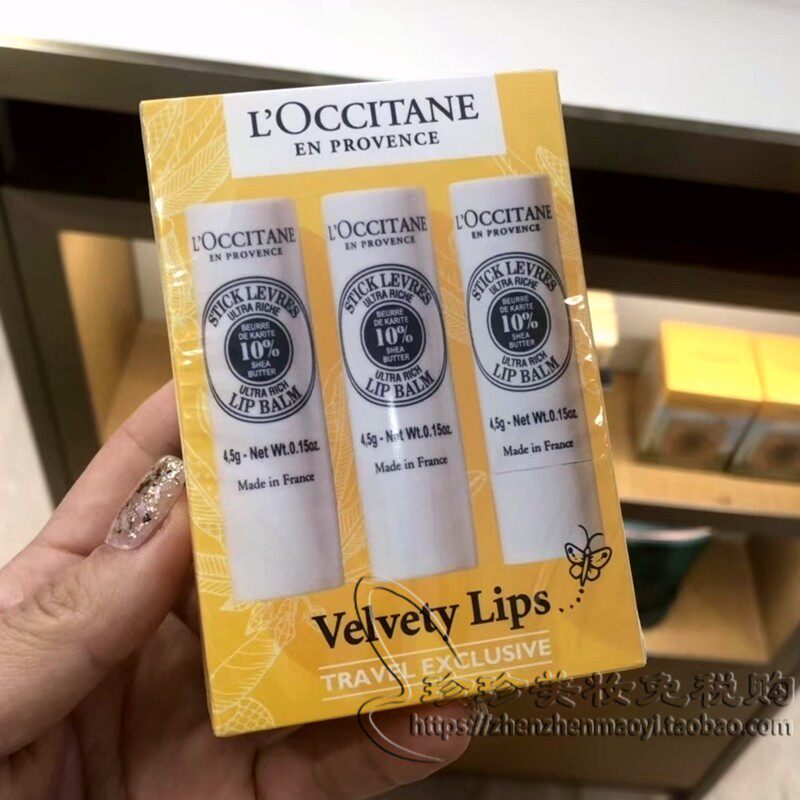 L'OCCITANE
EN PROVENCE
L'OCCITANE
EN PROVENCE
STICK LEVRES
ULTRA RICHE
BEURRE
DE KARITE
10%
SHEA
BUTTER
ULTRA RICH
LIP BALM
4,5g - Net Wt.0.15oz.
Made in France
L'OCCITANE
EN PROVENCE
STICK LEVRES
ULTRA RICHE
BEURRE
DE KARITE
10%
SHEA
BUTTER
ULTRA RICH
LIP BALM
4,5g - Net Wt.0.15oz.
Made in France
L'OCCITANE
EN PROVENCE
STICK LEVRES
ULTRA RICHE
BEURRE
DE KARITE
10%
SHEA
BUTTER
ULTRA RICH
LIP BALM
4,5g - Net Wt.0.15oz.
Made in France
Velvety Lips
TRAVEL EXCLUSIVE
珍珍美妆免税购
https://zhenzhenmaoyi.taobao.com